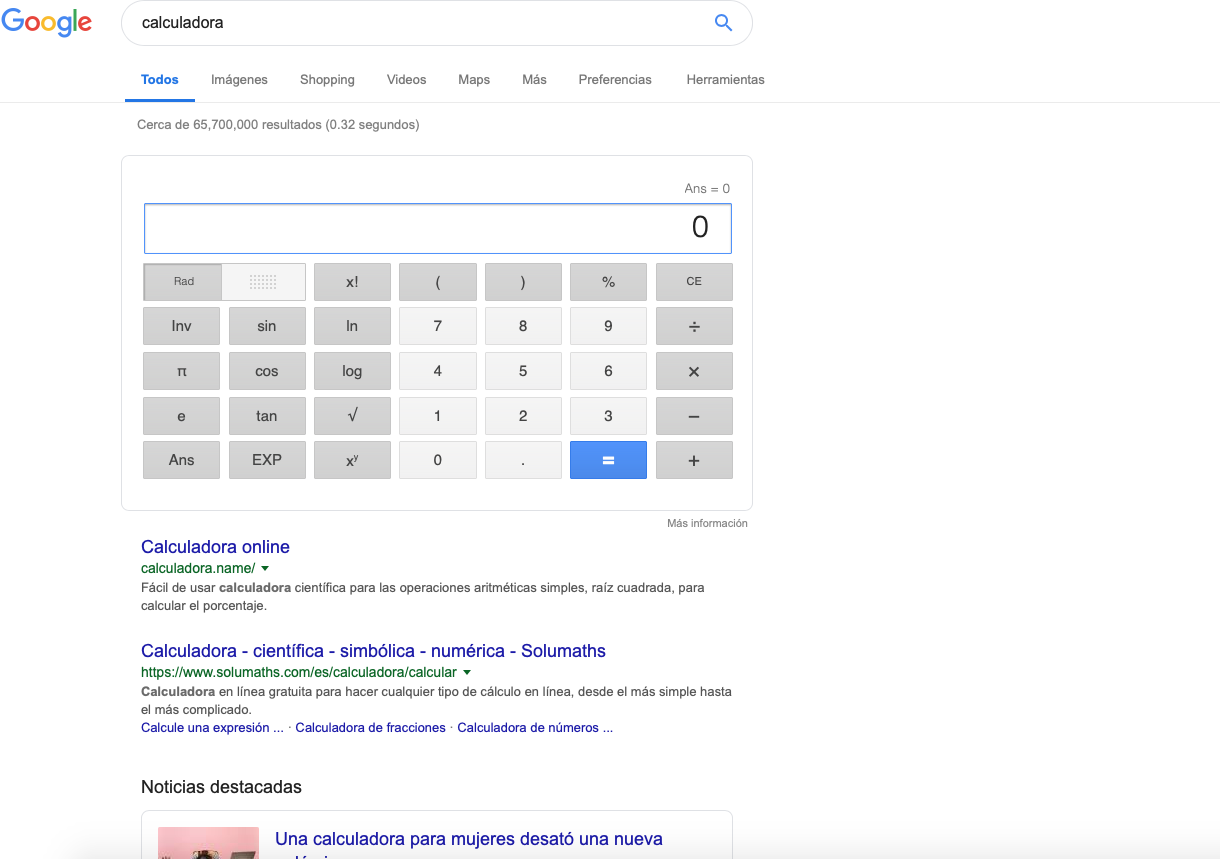 Google
calculadora
Todos Imágenes Shopping Videos Maps Más Preferencias Herramientas
Cerca de 65,700,000 resultados (0.32 segundos)
Ans = 0
0
Rad x! ( ) % CE
Inv sin ln 7 8 9 ÷
π cos log 4 5 6 ×
e tan √ 1 2 3 −
Ans EXP xʸ 0 . = +
Más información
Calculadora online
calculadora.name/
Fácil de usar calculadora científica para las operaciones aritméticas simples, raíz cuadrada, para
calcular el porcentaje.
Calculadora - científica - simbólica - numérica - Solumaths
https://www.solumaths.com/es/calculadora/calcular
Calculadora en línea gratuita para hacer cualquier tipo de cálculo en línea, desde el más simple hasta
el más complicado.
Calcule una expresión ... · Calculadora de fracciones · Calculadora de números ...
Noticias destacadas
Una calculadora para mujeres desató una nueva